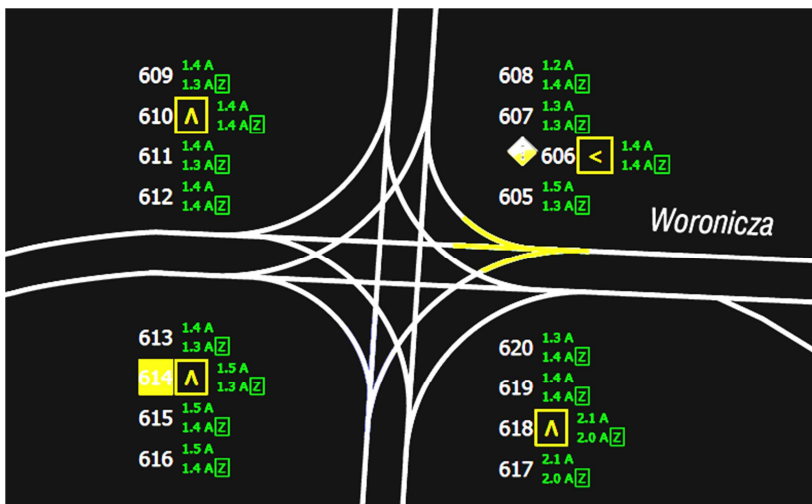 609 1.4 A
1.3 A Z
610 < 1.4 A
1.4 A Z
611 1.4 A
1.3 A Z
612 1.4 A
1.4 A Z
608 1.2 A
1.4 A Z
607 1.3 A
1.3 A Z
606 < 1.4 A
1.4 A Z
605 1.5 A
1.3 A Z
Woronicza
613 1.4 A
1.3 A Z
614 < 1.5 A
1.3 A Z
615 1.5 A
1.4 A Z
616 1.5 A
1.4 A Z
620 1.3 A
1.4 A Z
619 1.4 A
1.4 A Z
618 < 2.1 A
2.0 A Z
617 2.1 A
2.0 A Z